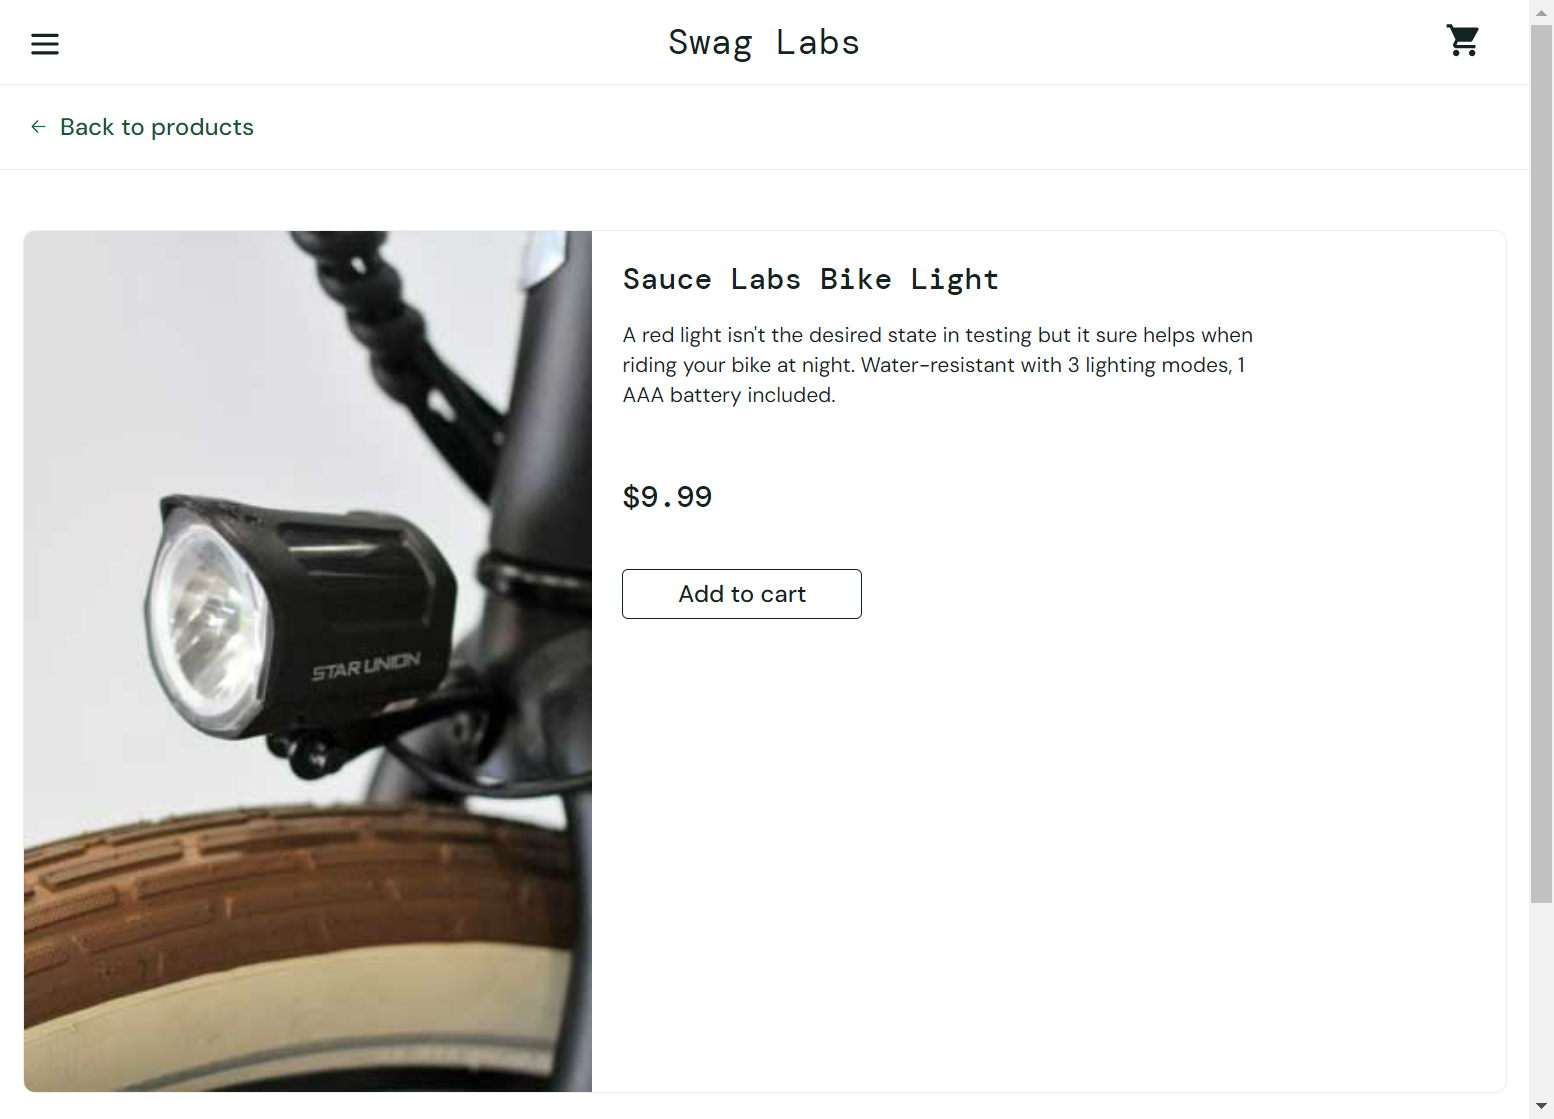 Swag Labs
Back to products
Sauce Labs Bike Light
A red light isn't the desired state in testing but it sure helps when
riding your bike at night. Water-resistant with 3 lighting modes, 1
AAA battery included.
$9.99
Add to cart
STAR UNION